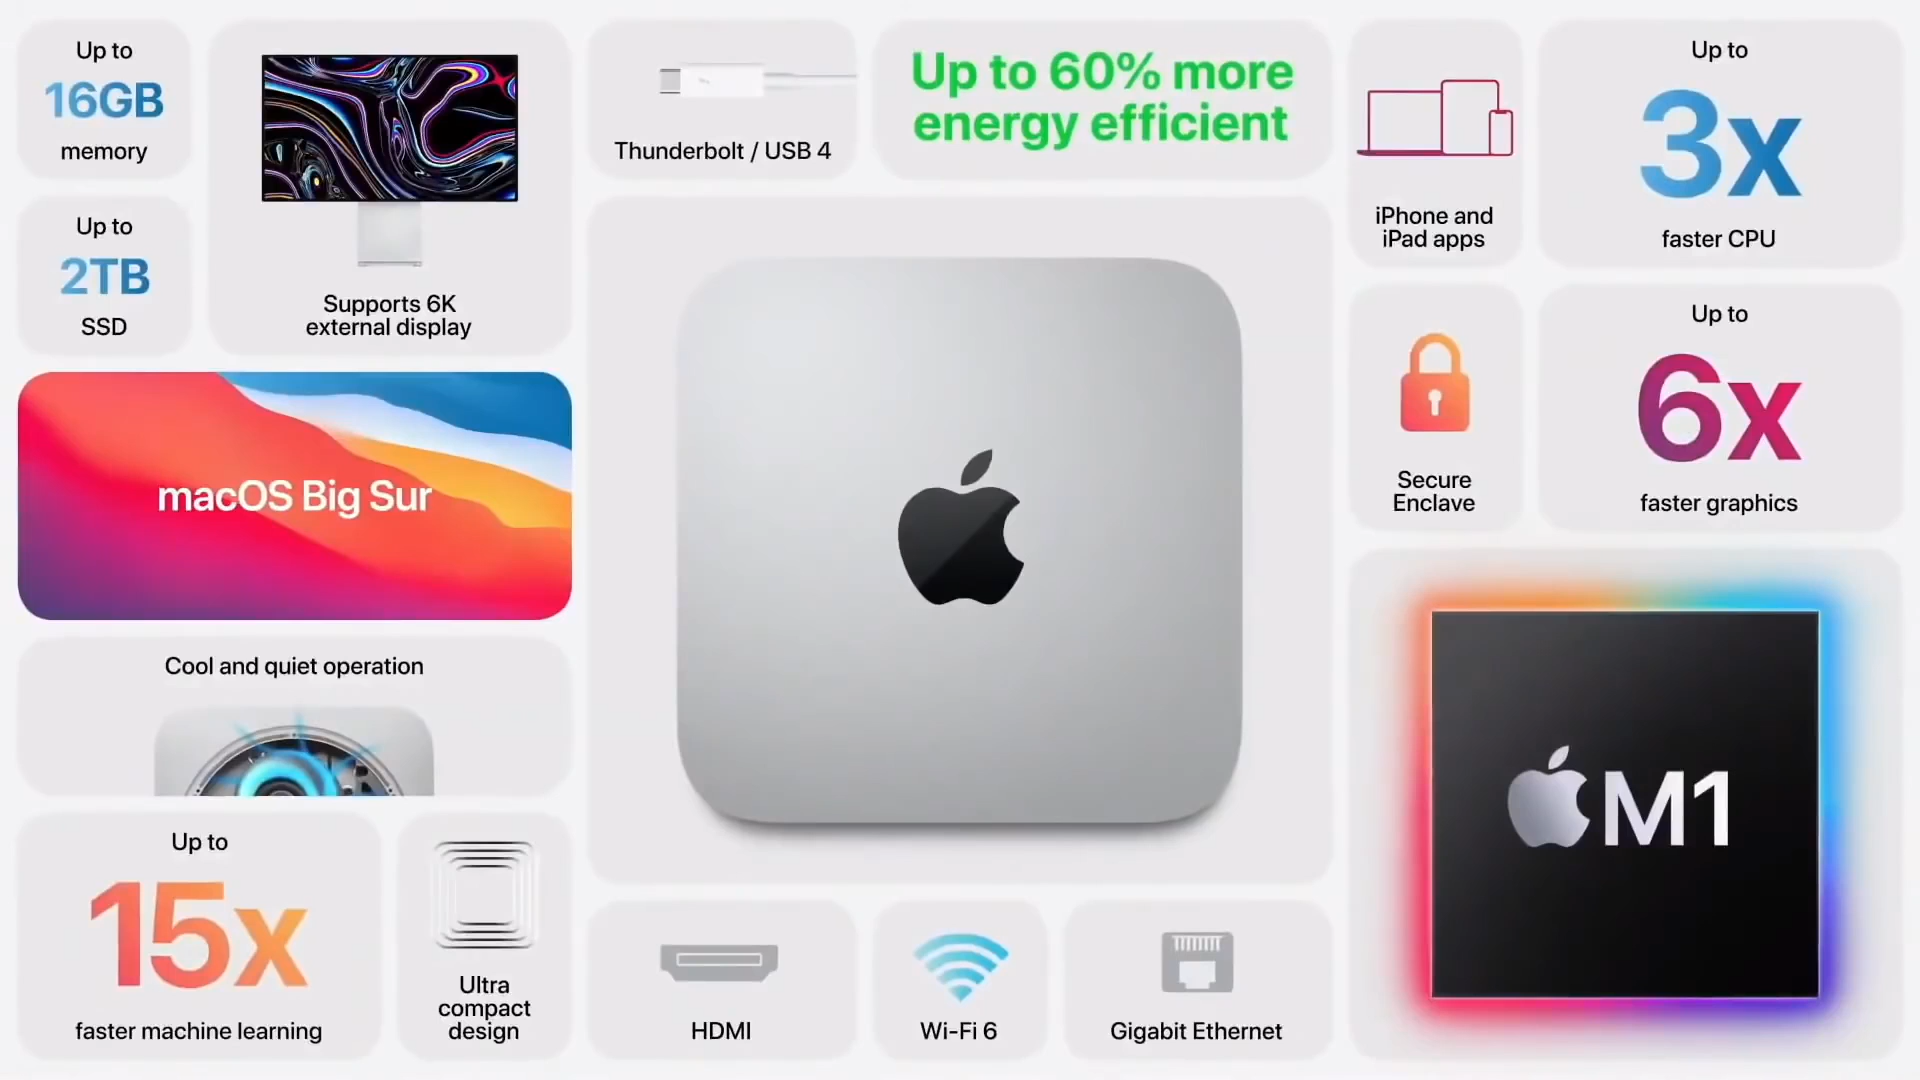 Up to
16GB
memory
Up to
2TB
SSD
Supports 6K
external display
Thunderbolt / USB 4
Up to 60% more
energy efficient
iPhone and
iPad apps
Up to
3x
faster CPU
Secure
Enclave
Up to
6x
faster graphics
macOS Big Sur
Cool and quiet operation
Up to
15x
faster machine learning
Ultra
compact
design
HDMI
Wi-Fi 6
Gigabit Ethernet
M1